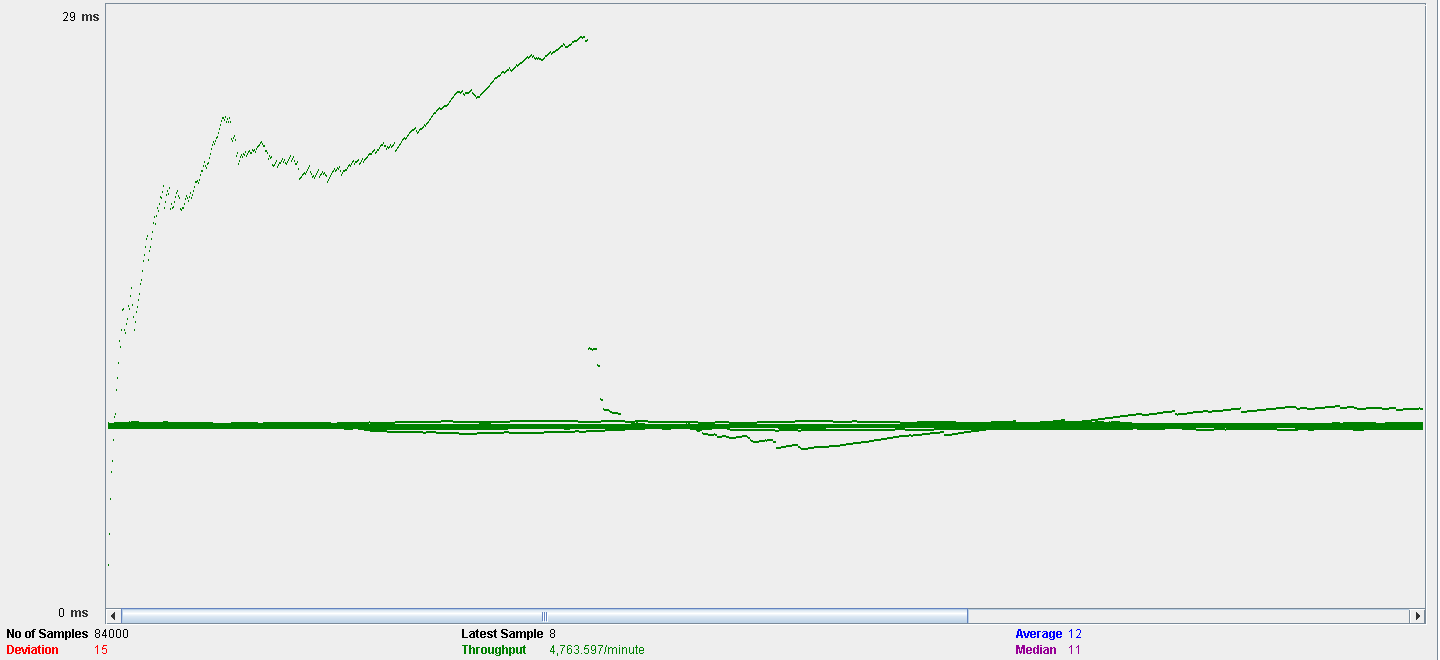 29 ms
0 ms
No of Samples 84000 Latest Sample 8 Average 12
Deviation 15 Throughput 4,763.597/minute Median 11